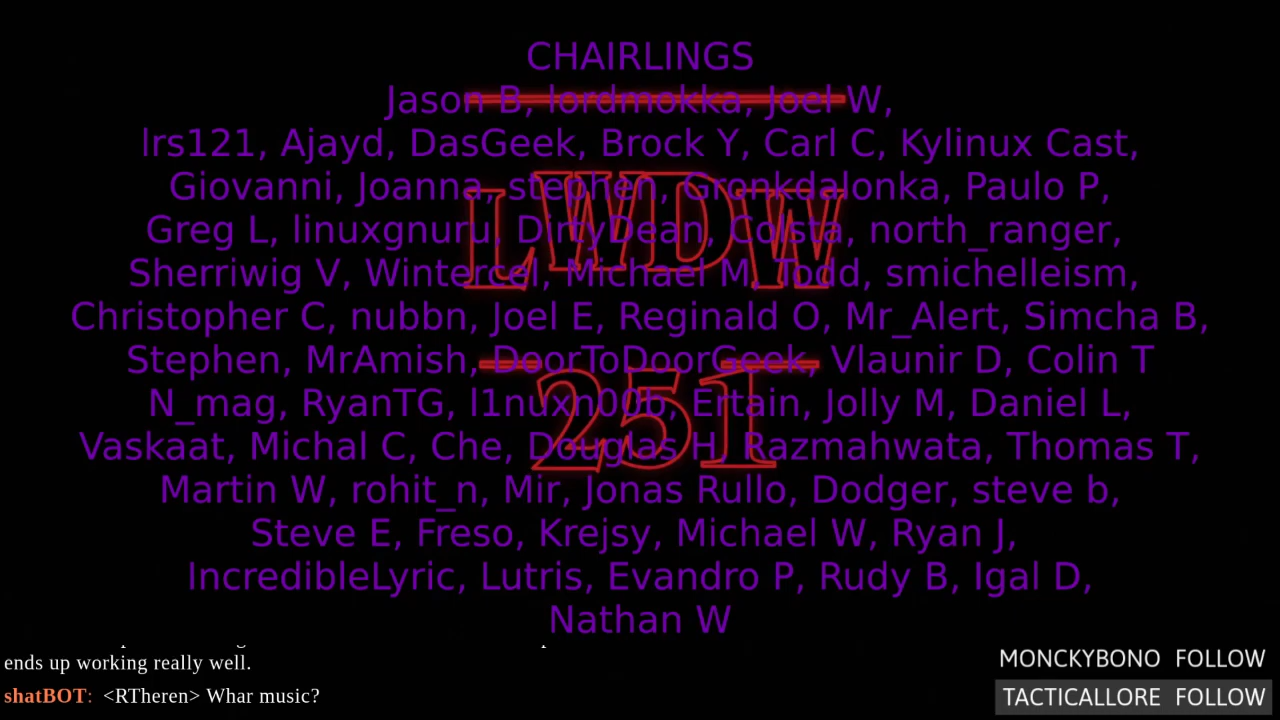 CHAIRLINGS
Jason B, lordmokka, Joel W,
lrs121, Ajayd, DasGeek, Brock Y, Carl C, Kylinux Cast,
Giovanni, Joanna, stephen, Gronkdalonka, Paulo P,
Greg L, linuxgnuru, DirtyDean, Costa, north_ranger,
Sherriwig V, Wintercel, Michael M, Todd, smichelleism,
Christopher C, nubbn, Joel E, Reginald O, Mr_Alert, Simcha B,
Stephen, MrAmish, DoorToDoorGeek, Vlaunir D, Colin T
N_mag, RyanTG, l1nuxn00b, Ertain, Jolly M, Daniel L,
Vaskaat, Michal C, Che, Douglas H, Razmahwata, Thomas T,
Martin W, rohit_n, Mir, Jonas Rullo, Dodger, steve b,
Steve E, Freso, Krejsy, Michael W, Ryan J,
IncredibleLyric, Lutris, Evandro P, Rudy B, Igal D,
Nathan W
LWDW
251
ends up working really well.
shatBOT: <RTheren> Whar music?
MONCKYBONO FOLLOW
TACTICALLORE FOLLOW